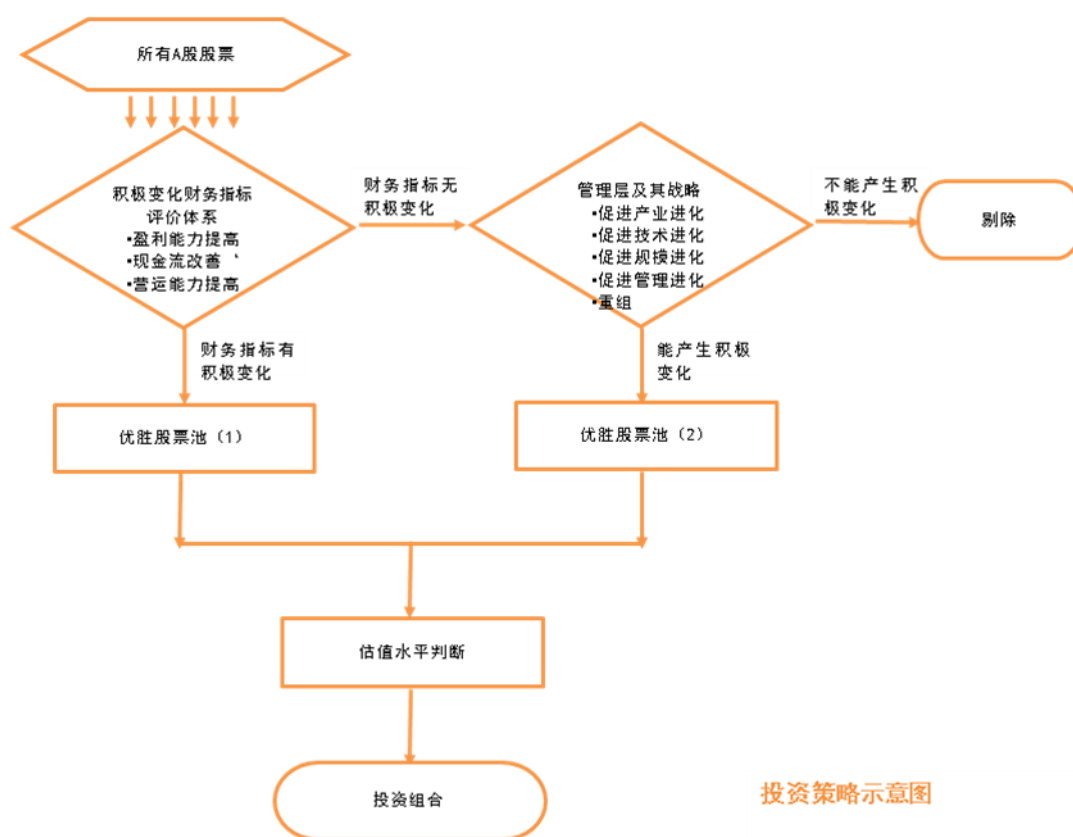 所有A股股票
积极变化财务指标
评价体系
▪盈利能力提高
▪现金流改善 `
▪营运能力提高
财务指标无
积极变化
管理层及其战略
▪促进产业进化
▪促进技术进化
▪促进规模进化
▪促进管理进化
▪重组
不能产生积
极变化
剔除
财务指标有
积极变化
能产生积极
变化
优胜股票池（1）
优胜股票池（2）
估值水平判断
投资组合
投资策略示意图